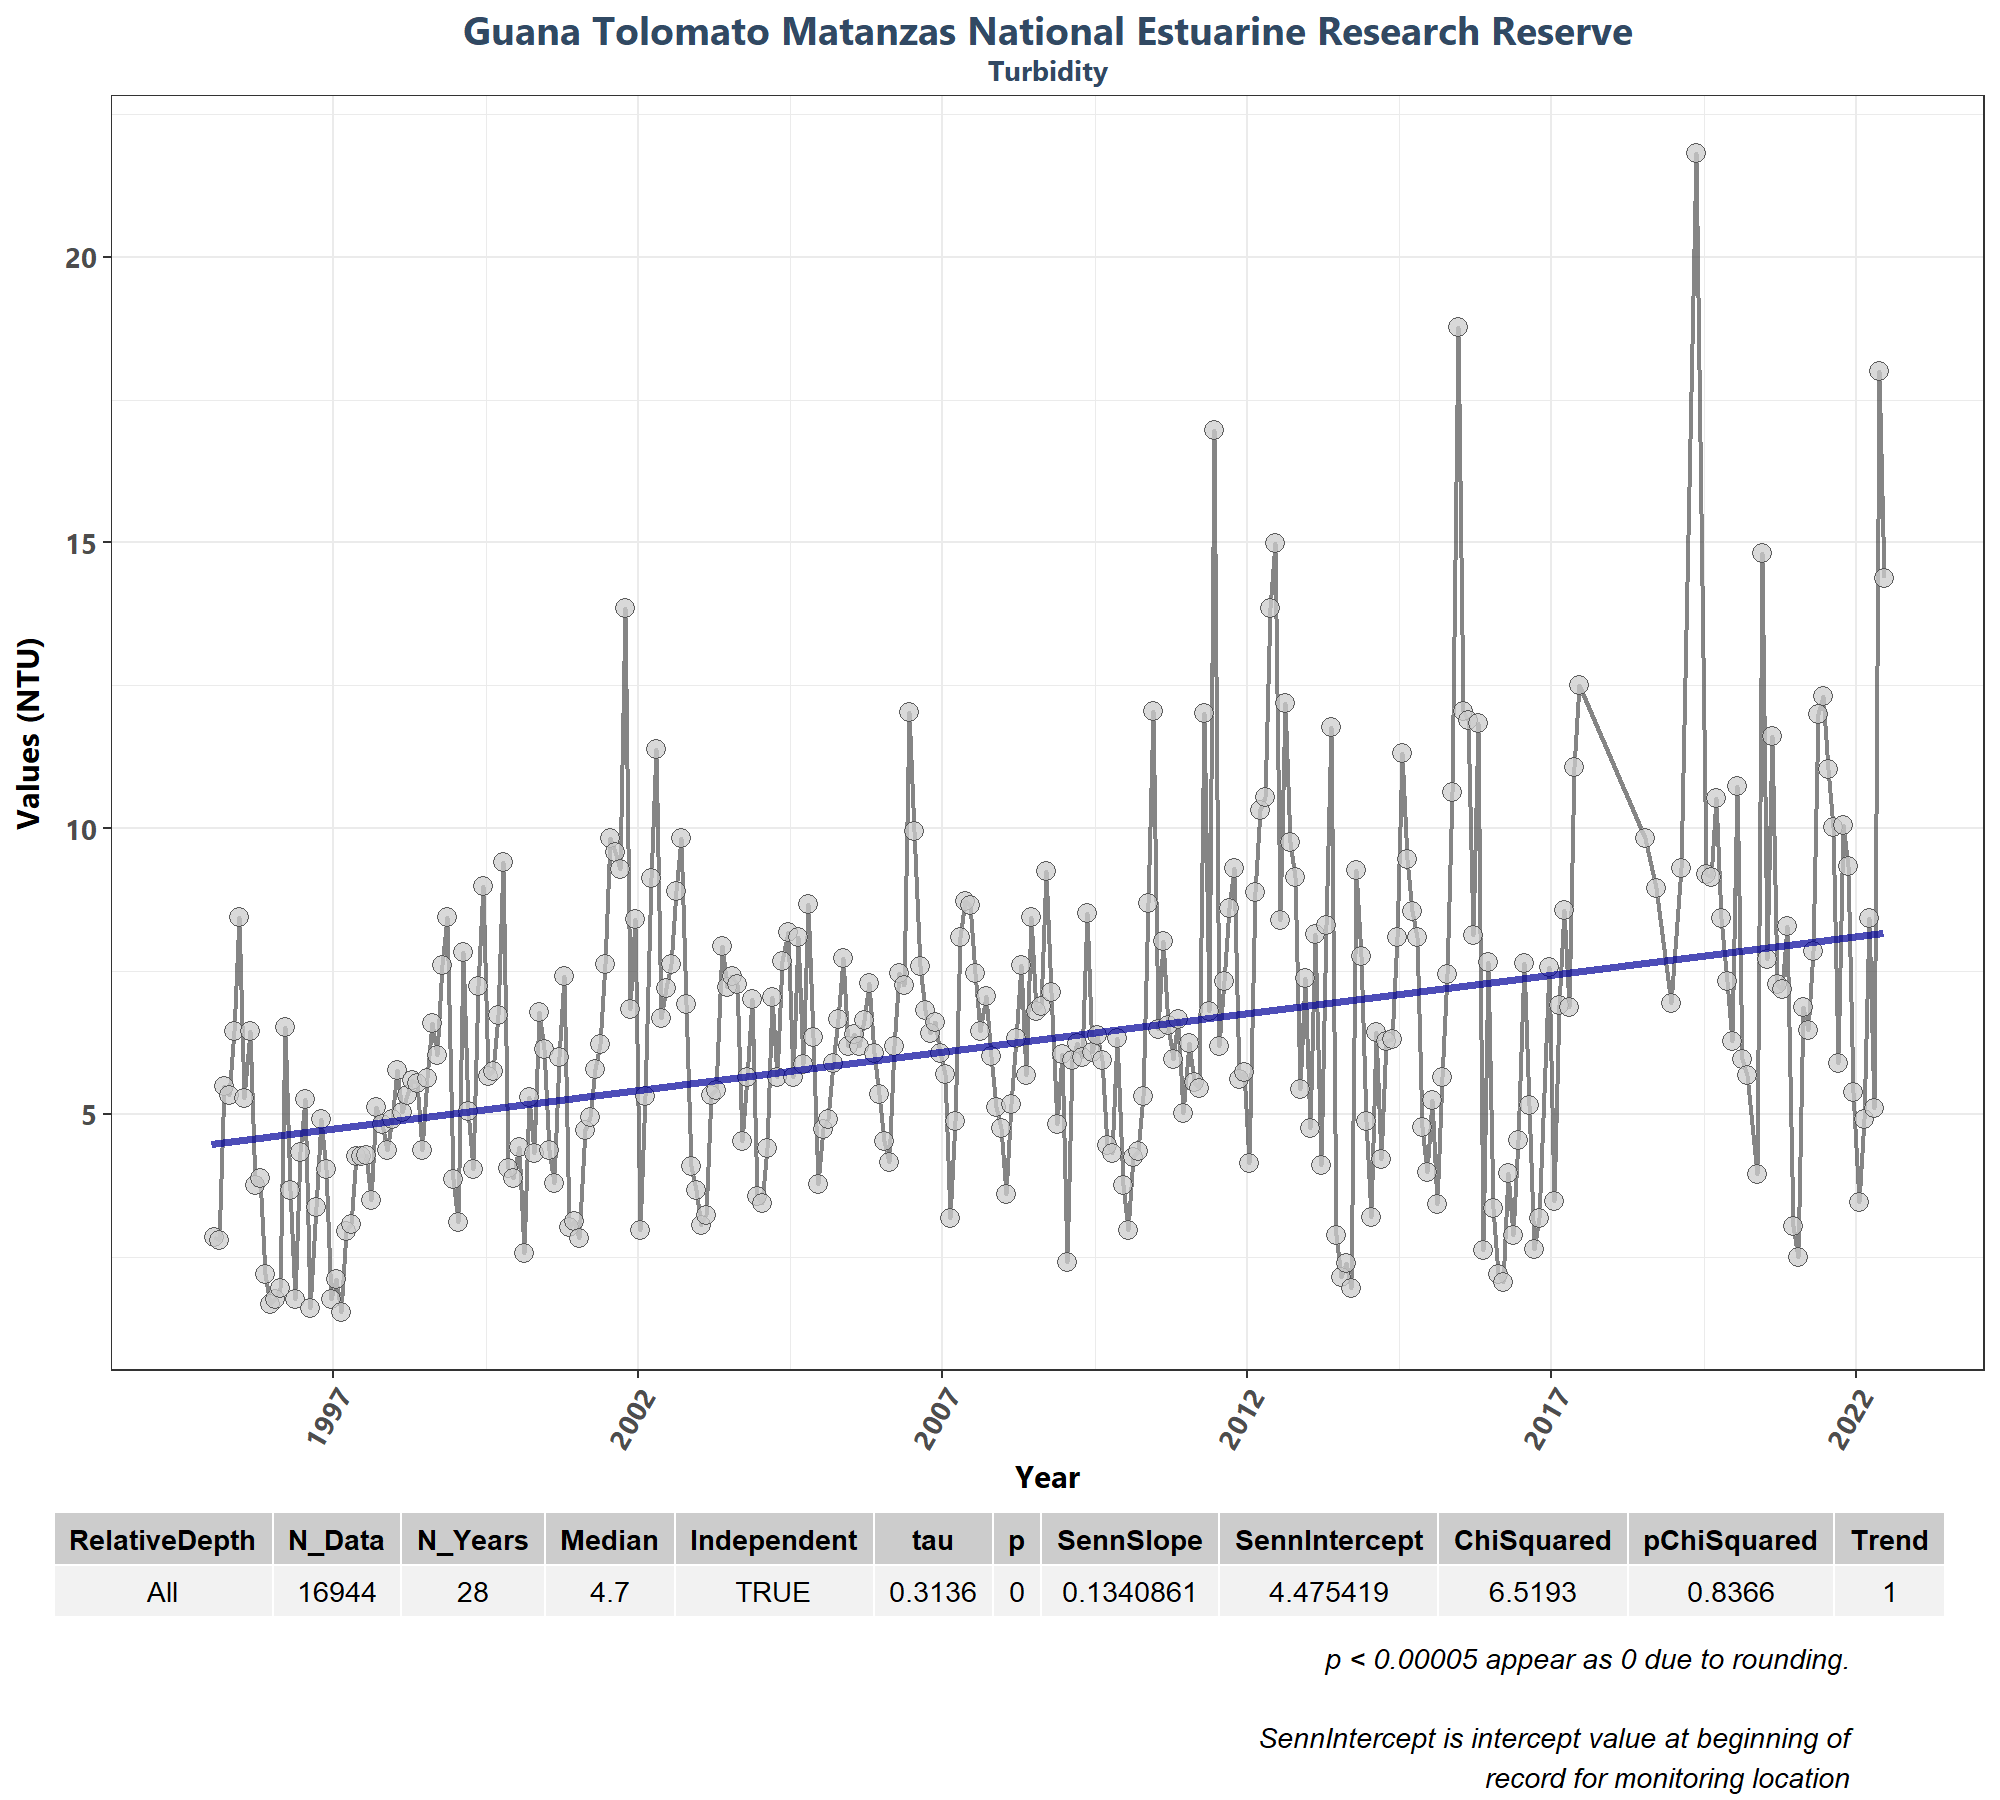 Guana Tolomato Matanzas National Estuarine Research Reserve
Turbidity
Values (NTU)
20
15
10
5
1997
2002
2007
2012
2017
2022
Year
RelativeDepth N_Data N_Years Median Independent tau p SennSlope SennIntercept ChiSquared pChiSquared Trend
All 16944 28 4.7 TRUE 0.3136 0 0.1340861 4.475419 6.5193 0.8366 1
p < 0.00005 appear as 0 due to rounding.
SennIntercept is intercept value at beginning of
record for monitoring location